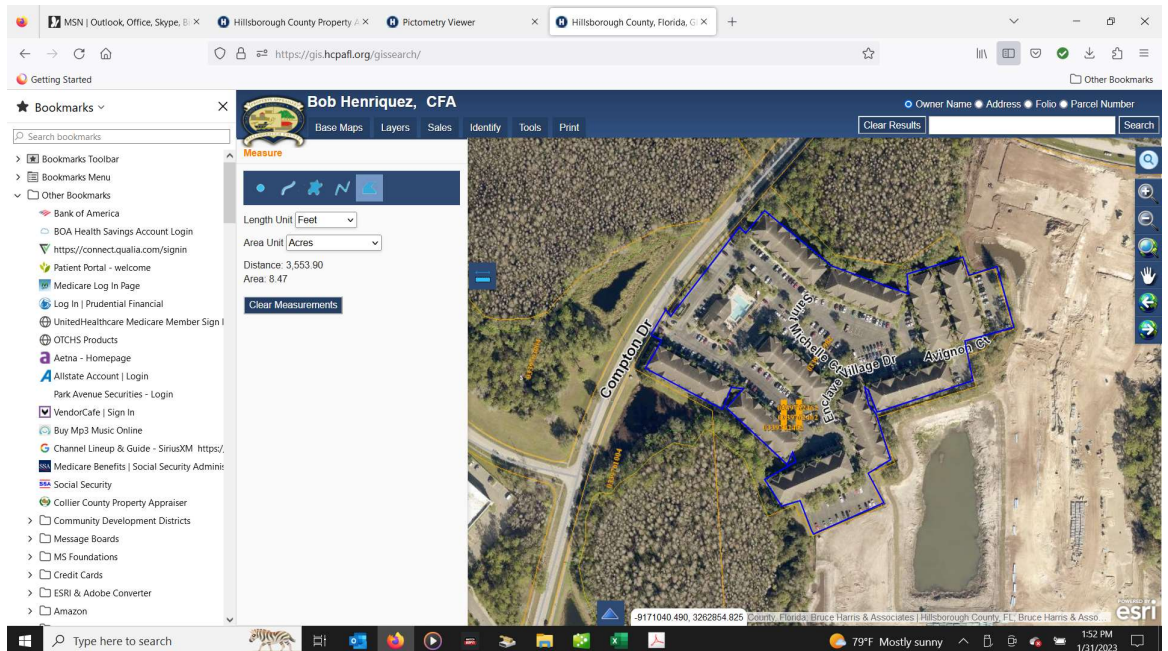 MSN | Outlook, Office, Skype, Bi
Hillsborough County Property A
Pictometry Viewer
Hillsborough County, Florida, G
https://gis.hcpafl.org/gissearch/
Getting Started
Other Bookmarks
Bookmarks
Search bookmarks
Bookmarks Toolbar
Bookmarks Menu
Other Bookmarks
Bank of America
BOA Health Savings Account Login
https://connect.qualia.com/signin
Patient Portal - welcome
Medicare Log In Page
Log In | Prudential Financial
UnitedHealthcare Medicare Member Sign I
OTCHS Products
Aetna - Homepage
Allstate Account | Login
Park Avenue Securities - Login
VendorCafe | Sign In
Buy Mp3 Music Online
Channel Lineup & Guide - SiriusXM https:/
Medicare Benefits | Social Security Adminis
Social Security
Collier County Property Appraiser
Community Development Districts
Message Boards
MS Foundations
Credit Cards
ESRI & Adobe Converter
Amazon
Bob Henriquez, CFA
Base Maps Layers Sales Identify Tools Print
Owner Name Address Folio Parcel Number
Clear Results
Search
Measure
Length Unit Feet
Area Unit Acres
Distance: 3,553.90
Area: 8.47
Clear Measurements
Compton Dr
Saint Michelle Ct
Enclave Village Dr
Avignon Ct
-9171040.490, 3262854.825
County, Florida, Bruce Harris & Associates | Hillsborough County, FL; Bruce Harris & Asso...
POWERED BY
esri
Type here to search
79°F Mostly sunny
1:52 PM
1/31/2023